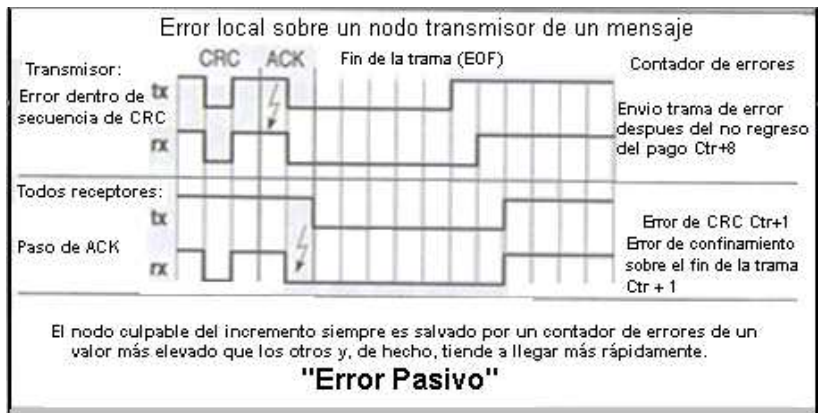 Error local sobre un nodo transmisor de un mensaje
CRC ACK Fin de la trama (EOF) Contador de errores
Transmisor:
Error dentro de
secuencia de CRC
tx
rx
Envio trama de error
despues del no regreso
del pago Ctr+8
Todos receptores:
tx
Paso de ACK
rx
Error de CRC Ctr+1
Error de confinamiento
sobre el fin de la trama
Ctr + 1
El nodo culpable del incremento siempre es salvado por un contador de errores de un
valor más elevado que los otros y, de hecho, tiende a llegar más rápidamente.
"Error Pasivo"